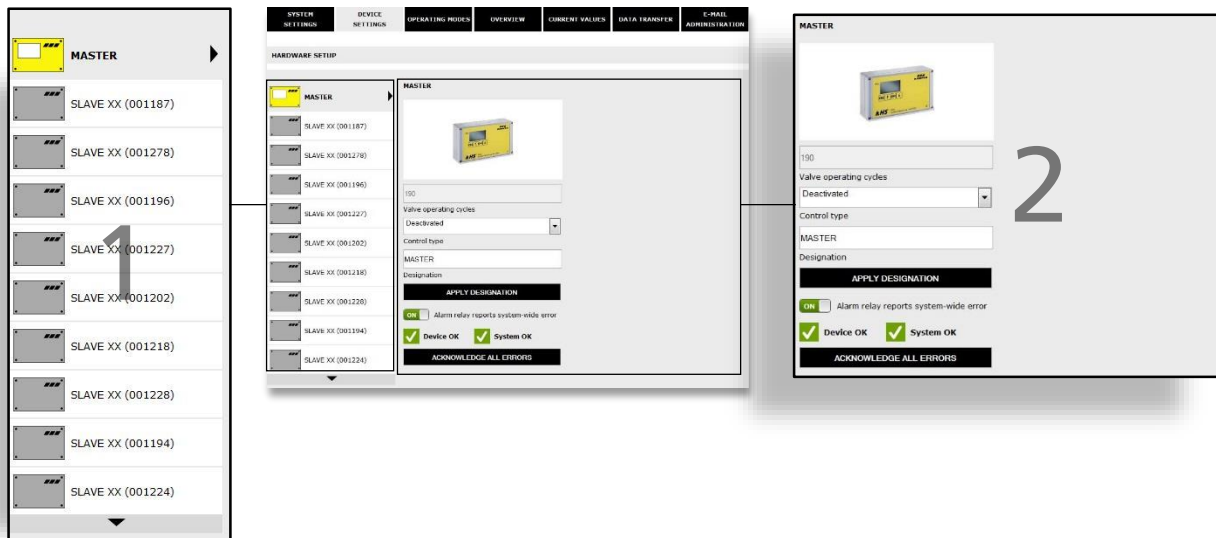 MASTER
SLAVE XX (001187)
SLAVE XX (001278)
SLAVE XX (001196)
SLAVE XX (001227)
SLAVE XX (001202)
SLAVE XX (001218)
SLAVE XX (001228)
SLAVE XX (001194)
SLAVE XX (001224)
1
SYSTEM SETTINGS
DEVICE SETTINGS
OPERATING MODES
OVERVIEW
CURRENT VALUES
DATA TRANSFER
E-MAIL ADMINISTRATION
HARDWARE SETUP
MASTER
SLAVE XX (001187)
SLAVE XX (001278)
SLAVE XX (001196)
SLAVE XX (001227)
SLAVE XX (001202)
SLAVE XX (001218)
SLAVE XX (001228)
SLAVE XX (001194)
SLAVE XX (001224)
MASTER
190
Valve operating cycles
Deactivated
Control type
MASTER
Designation
APPLY DESIGNATION
ON Alarm relay reports system-wide error
Device OK System OK
ACKNOWLEDGE ALL ERRORS
MASTER
190
Valve operating cycles
Deactivated
Control type
MASTER
Designation
APPLY DESIGNATION
ON Alarm relay reports system-wide error
Device OK System OK
ACKNOWLEDGE ALL ERRORS
2